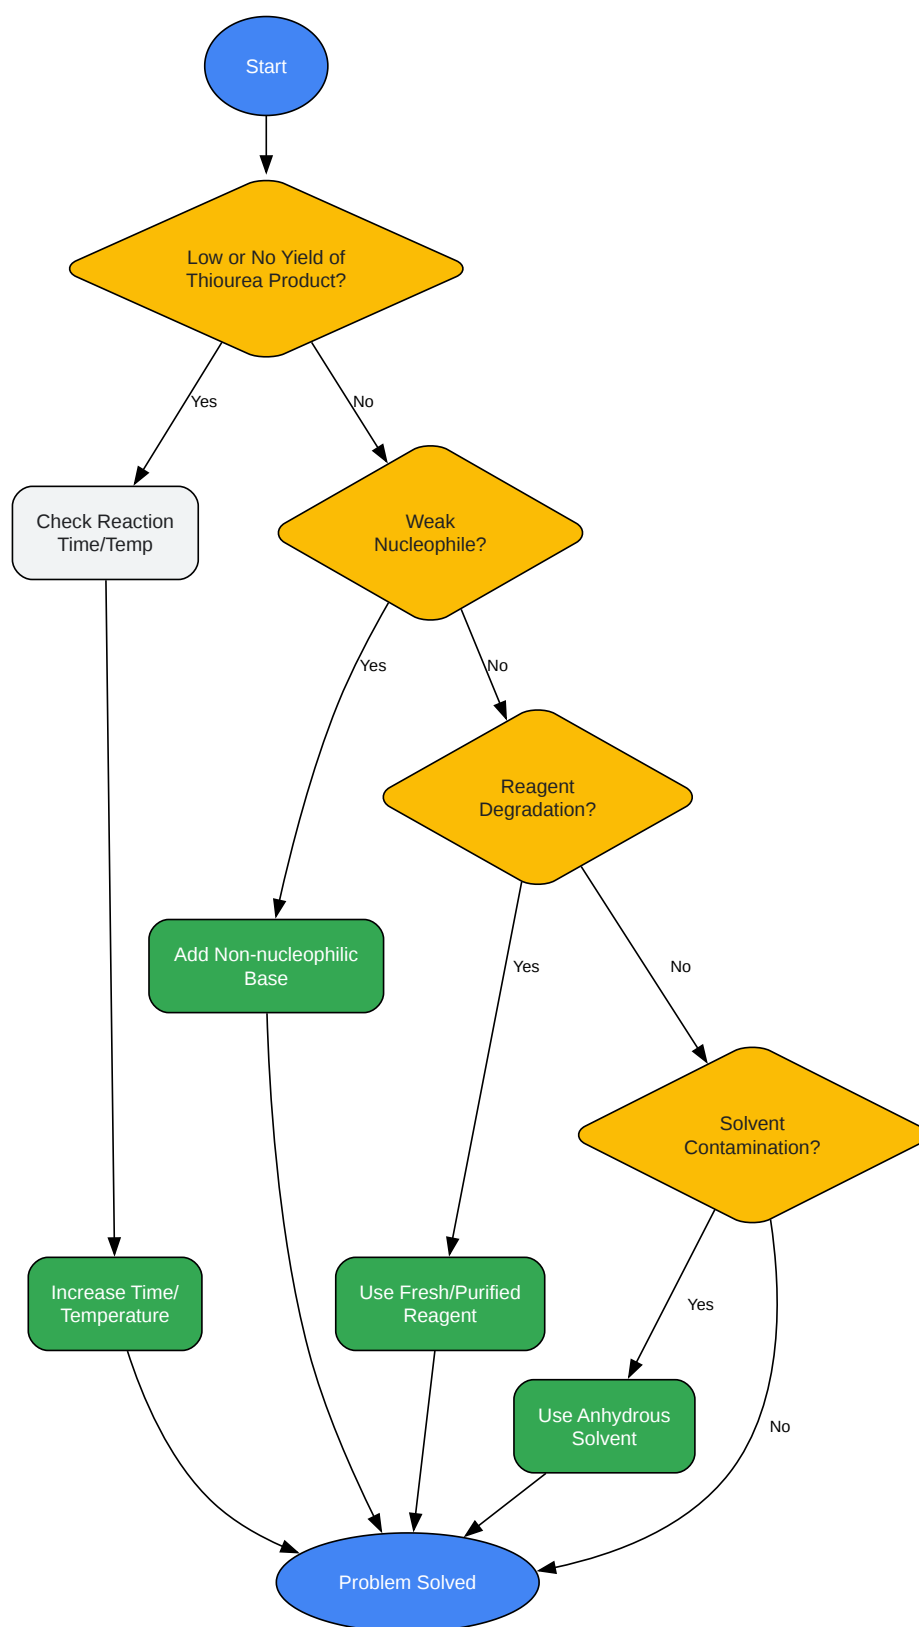 Start
Low or No Yield of
Thiourea Product?
Yes
No
Check Reaction
Time/Temp
Weak
Nucleophile?
Yes
No
Reagent
Degradation?
Add Non-nucleophilic
Base
Yes
No
Solvent
Contamination?
Increase Time/
Temperature
Use Fresh/Purified
Reagent
Yes
Use Anhydrous
Solvent
No
Problem Solved